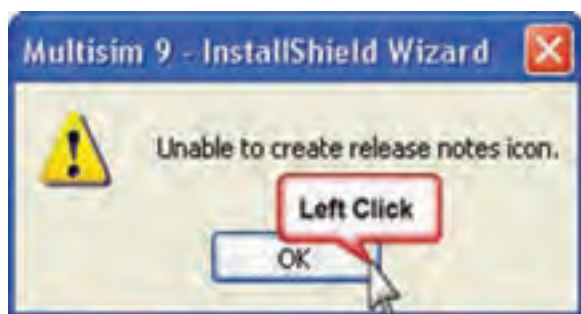 Multisim 9 - InstallShield Wizard
Unable to create release notes icon.
Left Click
OK